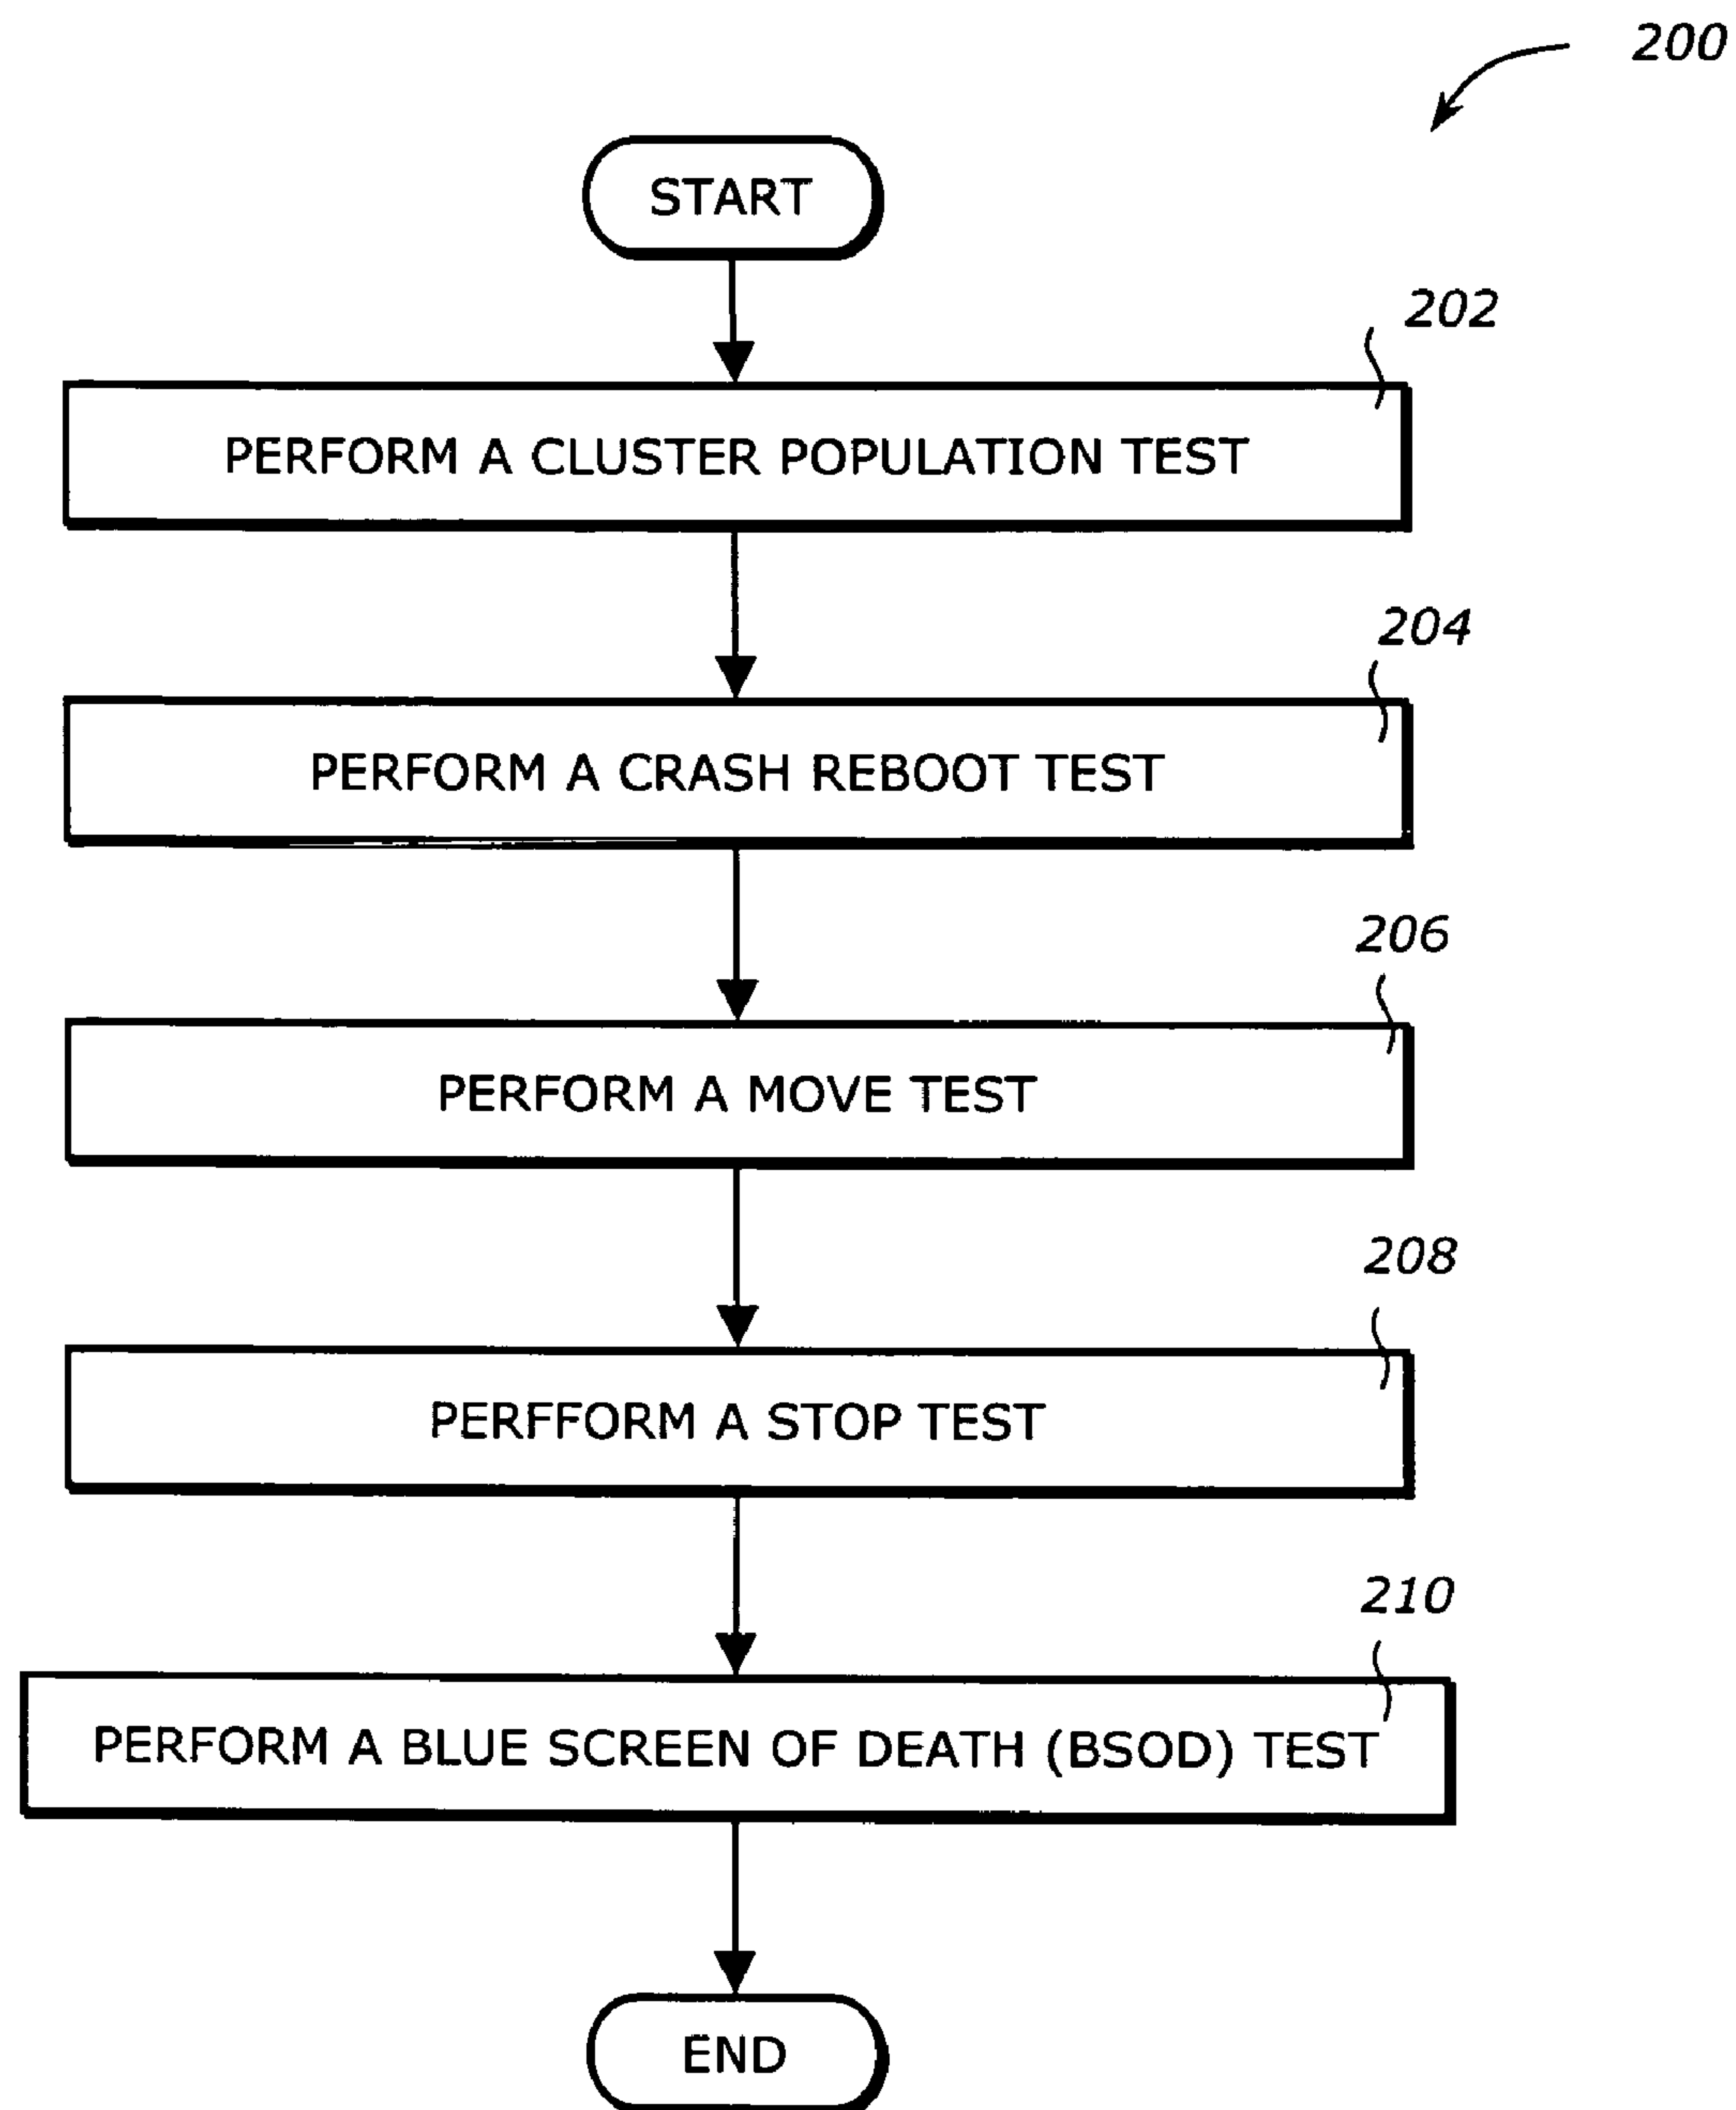 200
START
202
PERFORM A CLUSTER POPULATION TEST
204
PERFORM A CRASH REBOOT TEST
206
PERFORM A MOVE TEST
208
PERFFORM A STOP TEST
210
PERFORM A BLUE SCREEN OF DEATH (BSOD) TEST
END